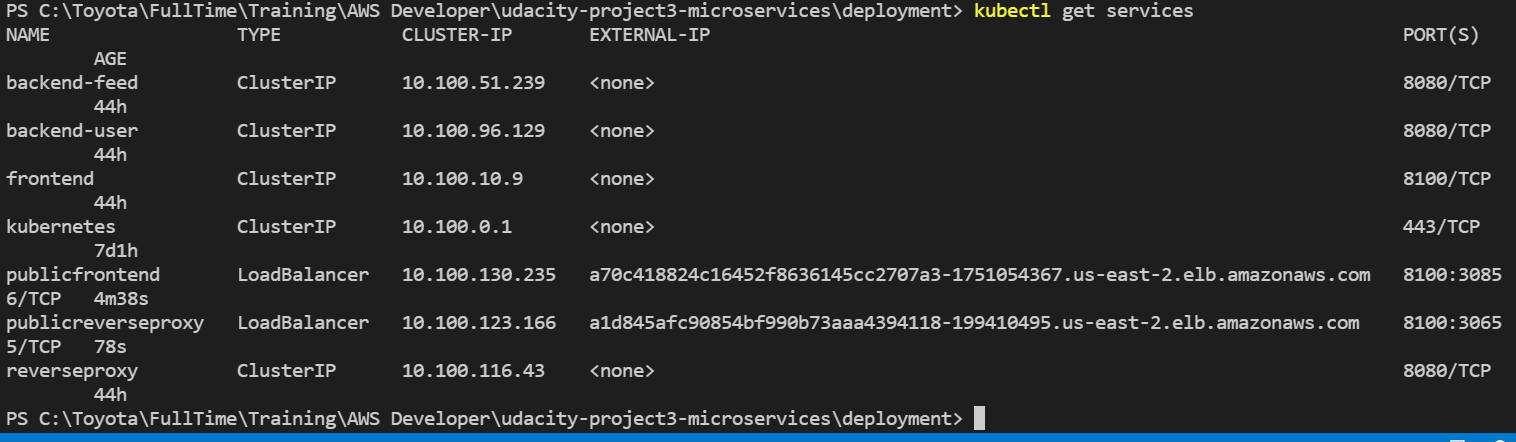 PS C:\Toyota\FullTime\Training\AWS Developer\udacity-project3-microservices\deployment> kubectl get services
NAME TYPE CLUSTER-IP EXTERNAL-IP PORT(S)
AGE
backend-feed ClusterIP 10.100.51.239 <none> 8080/TCP
44h
backend-user ClusterIP 10.100.96.129 <none> 8080/TCP
44h
frontend ClusterIP 10.100.10.9 <none> 8100/TCP
44h
kubernetes ClusterIP 10.100.0.1 <none> 443/TCP
7d1h
publicfrontend LoadBalancer 10.100.130.235 a70c418824c16452f8636145cc2707a3-1751054367.us-east-2.elb.amazonaws.com 8100:3085
6/TCP 4m38s
publicreverseproxy LoadBalancer 10.100.123.166 a1d845afc90854bf990b73aaa4394118-199410495.us-east-2.elb.amazonaws.com 8100:3065
5/TCP 78s
reverseproxy ClusterIP 10.100.116.43 <none> 8080/TCP
44h
PS C:\Toyota\FullTime\Training\AWS Developer\udacity-project3-microservices\deployment>